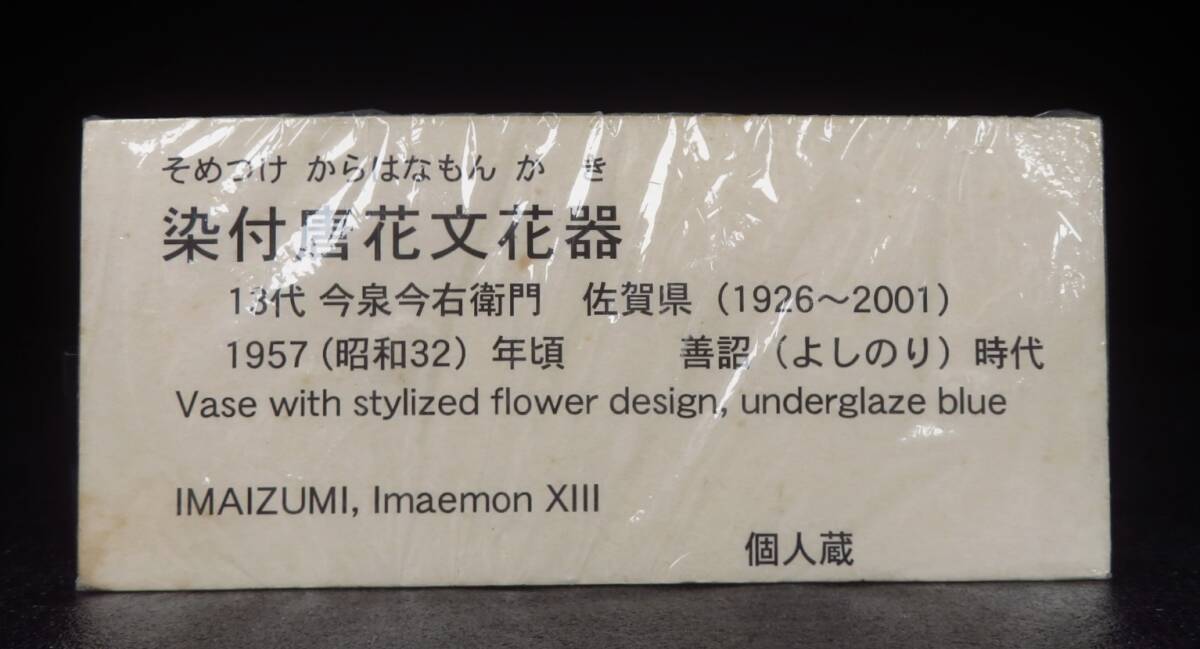 そめつけ からはなもん か き
染付唐花文花器
13代 今泉今右衛門 佐賀県（1926～2001）
1957（昭和32）年頃 善詔（よしのり）時代
Vase with stylized flower design, underglaze blue
IMAIZUMI, Imaemon XIII
個人蔵